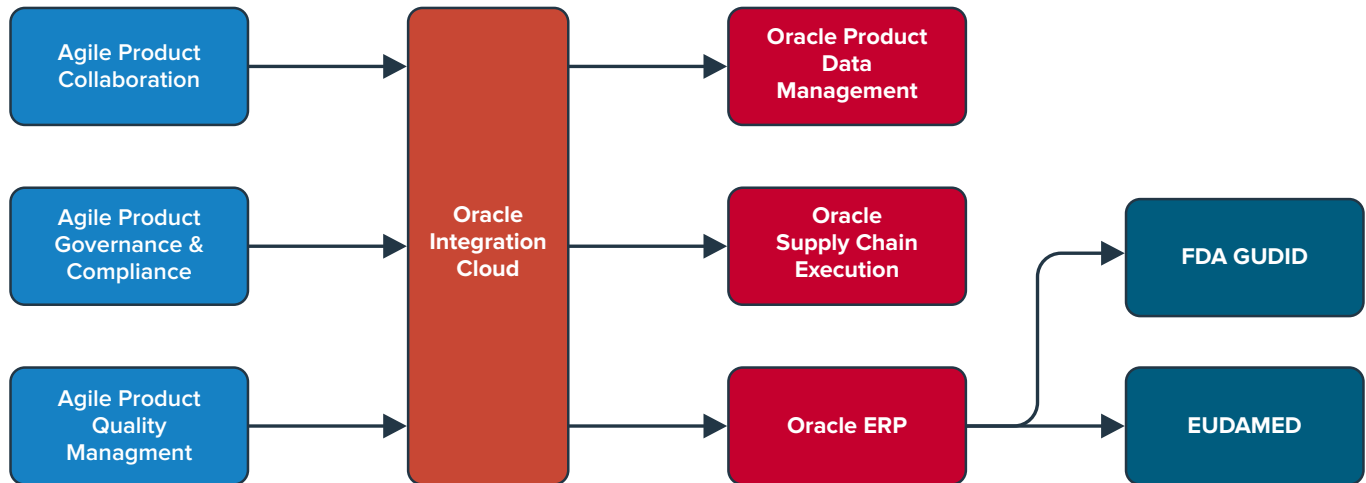 Agile Product
Collaboration
Agile Product
Governance &
Compliance
Agile Product
Quality
Managment
Oracle
Integration
Cloud
Oracle Product
Data
Management
Oracle
Supply Chain
Execution
Oracle ERP
FDA GUDID
EUDAMED